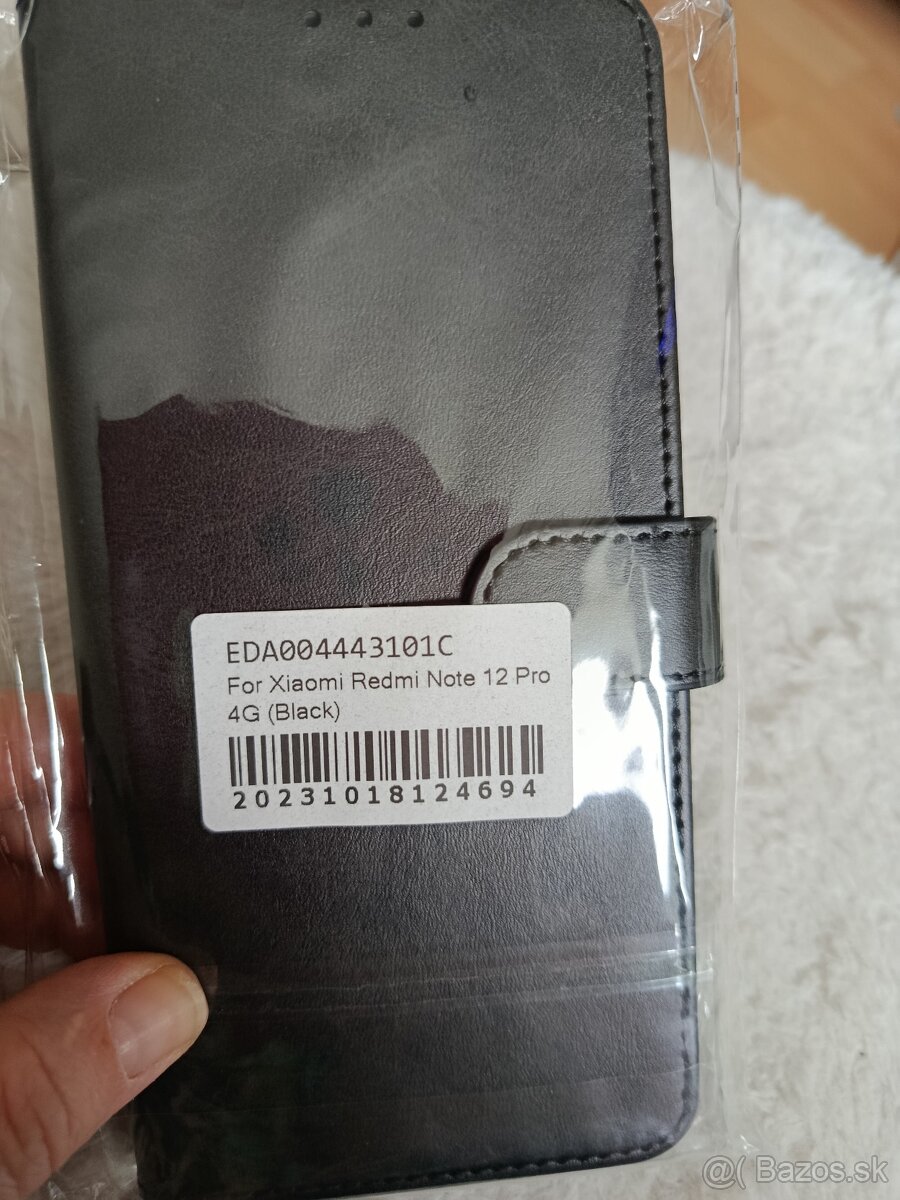 EDA004443101C
For Xiaomi Redmi Note 12 Pro
4G (Black)
20231018124694
@( Bazos.sk